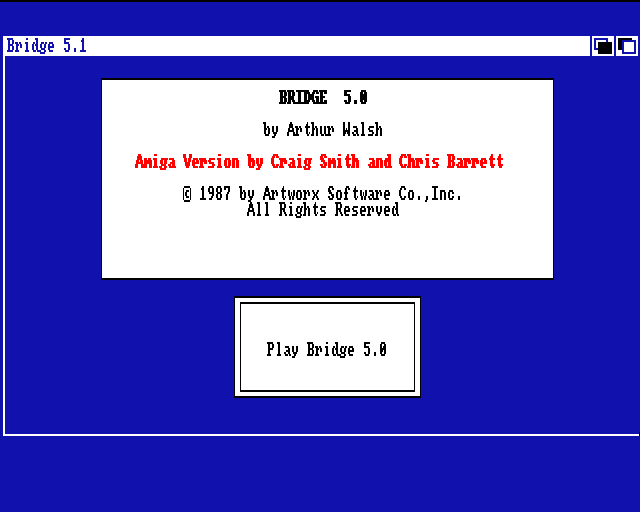 Bridge 5.1
BRIDGE 5.0
by Arthur Walsh
Amiga Version by Craig Smith and Chris Barrett
© 1987 by Artworx Software Co.,Inc.
All Rights Reserved
Play Bridge 5.0